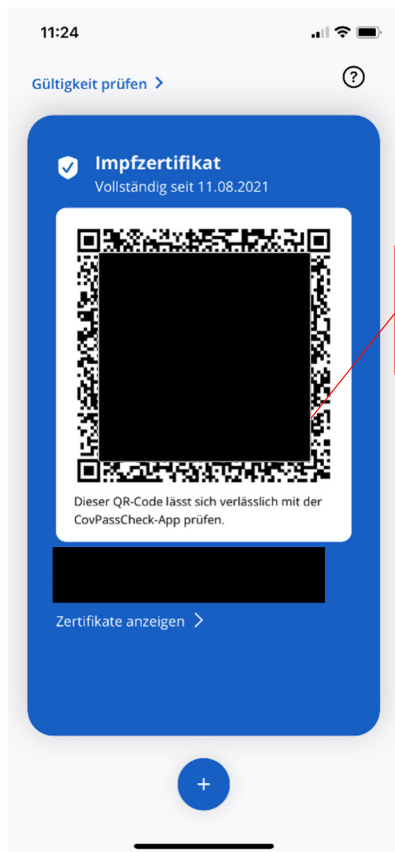 11:24
Gültigkeit prüfen
Impfzertifikat
Vollständig seit 11.08.2021
Dieser QR-Code lässt sich verlässlich mit der
CovPassCheck-App prüfen.
Zertifikate anzeigen